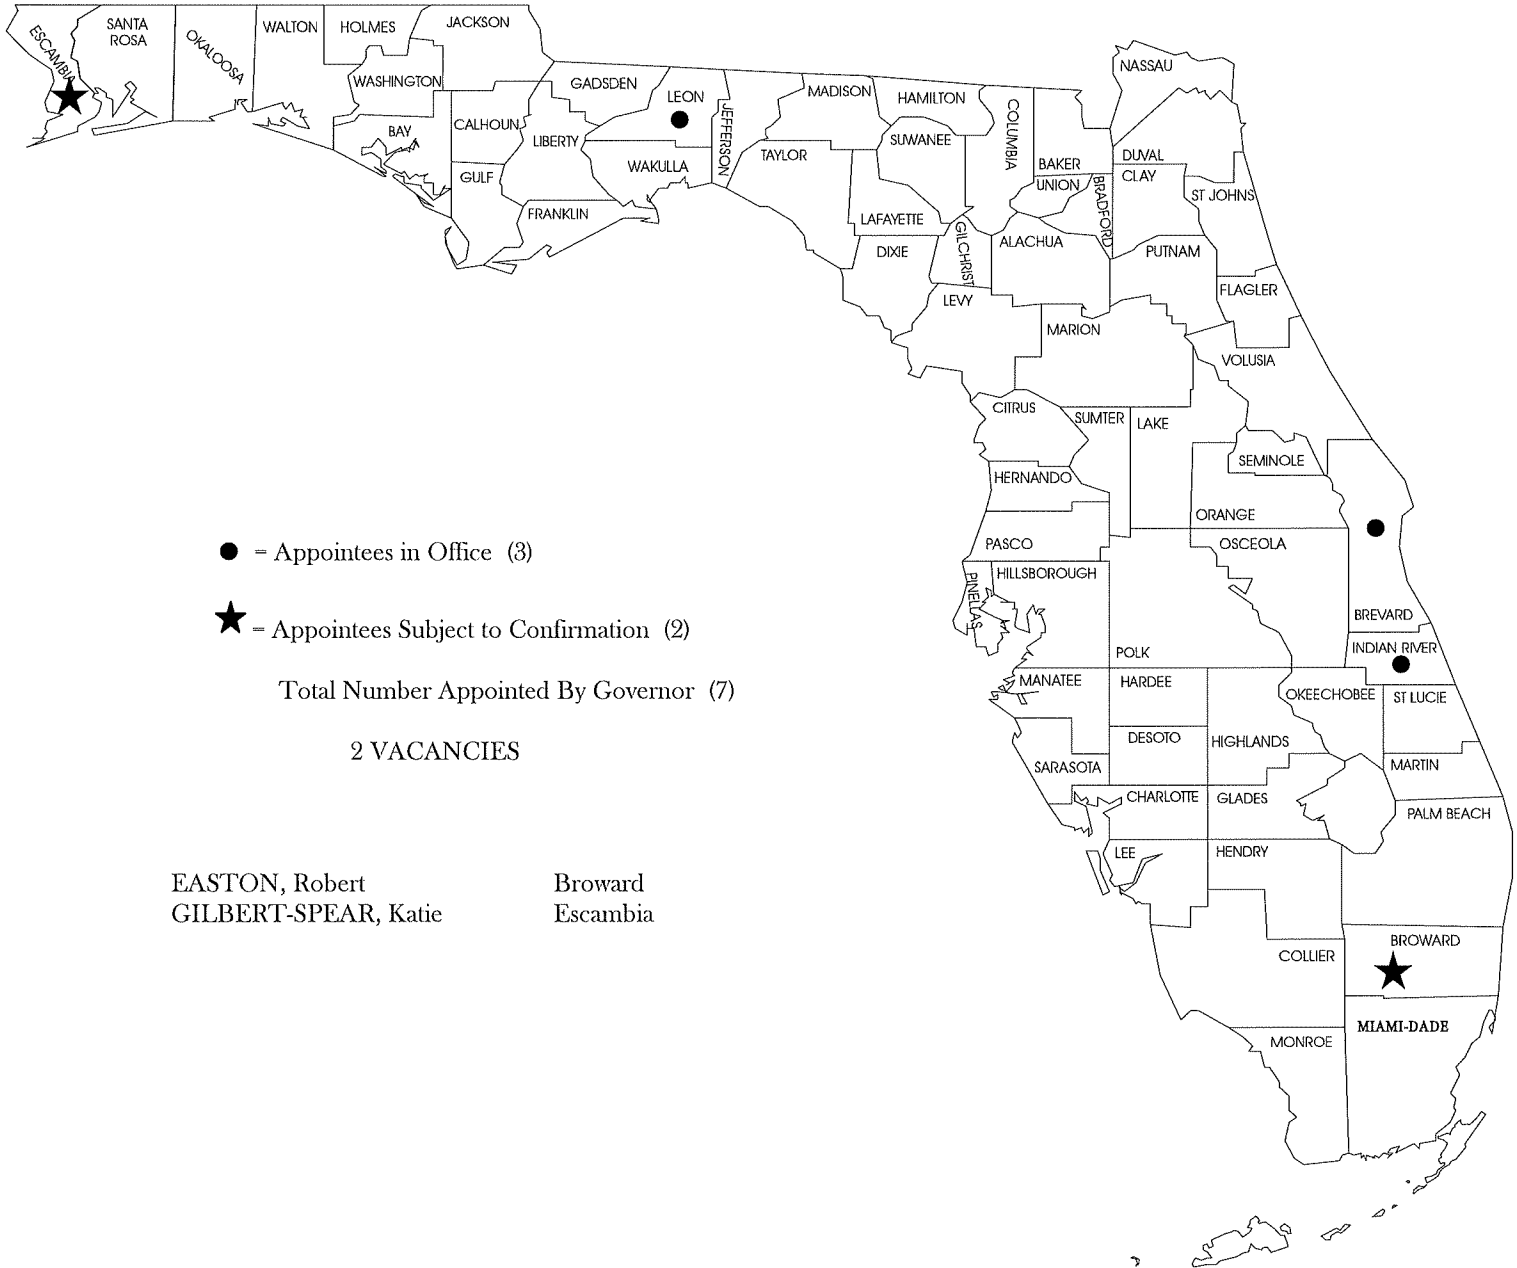 ESCAMBIA
SANTA
ROSA
OKALOOSA
WALTON
HOLMES
JACKSON
WASHINGTON
BAY
CALHOUN
GULF
LIBERTY
GADSDEN
FRANKLIN
LEON
WAKULLA
JEFFERSON
MADISON
TAYLOR
HAMILTON
SUWANEE
LAFAYETTE
DIXIE
COLUMBIA
GILCHRIST
LEVY
BAKER
UNION
BRADFORD
ALACHUA
NASSAU
DUVAL
CLAY
ST JOHNS
PUTNAM
FLAGLER
MARION
VOLUSIA
CITRUS
SUMTER
LAKE
SEMINOLE
HERNANDO
ORANGE
PASCO
OSCEOLA
PINELLAS
HILLSBOROUGH
BREVARD
POLK
INDIAN RIVER
MANATEE
HARDEE
OKEECHOBEE
ST LUCIE
DESOTO
HIGHLANDS
SARASOTA
MARTIN
CHARLOTTE
GLADES
PALM BEACH
LEE
HENDRY
BROWARD
COLLIER
MIAMI-DADE
MONROE
= Appointees in Office (3)
= Appointees Subject to Confirmation (2)
Total Number Appointed By Governor (7)
2 VACANCIES
EASTON, Robert Broward
GILBERT-SPEAR, Katie Escambia